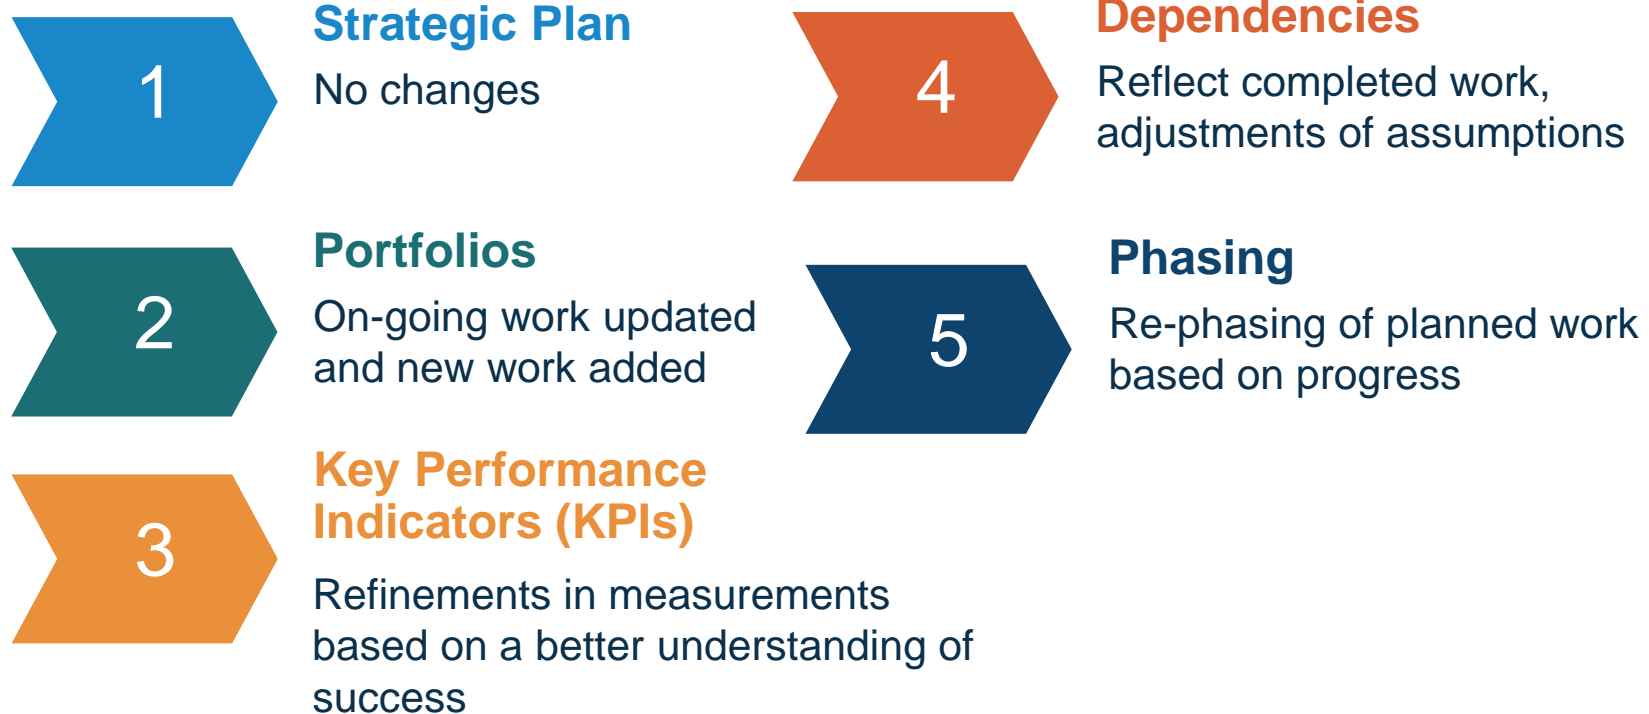 1
Strategic Plan
No changes
2
Portfolios
On-going work updated
and new work added
3
Key Performance
Indicators (KPIs)
Refinements in measurements
based on a better understanding of
success
4
Dependencies
Reflect completed work,
adjustments of assumptions
5
Phasing
Re-phasing of planned work
based on progress